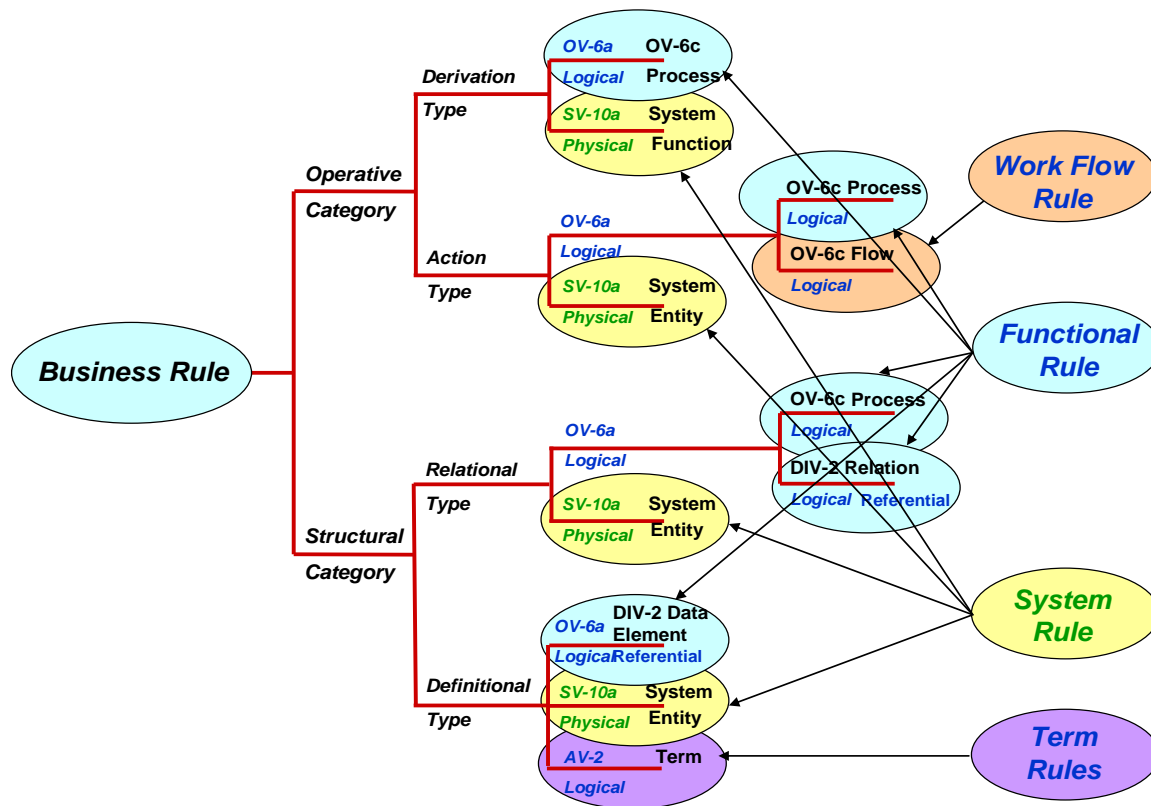 OV-6a OV-6c
Logical Process
Derivation
Type
SV-10a System
Physical Function
Operative
Category
OV-6c Process
Logical
OV-6c Flow
Logical
Work Flow
Rule
OV-6a
Logical
Action
Type
SV-10a System
Physical Entity
Business Rule
Functional
Rule
OV-6c Process
Logical
DIV-2 Relation
Logical Referential
OV-6a
Logical
Relational
Type
SV-10a System
Physical Entity
Structural
Category
System
Rule
OV-6a DIV-2 Data
Element
Logical Referential
Definitional
Type
SV-10a System
Physical Entity
AV-2 Term
Logical
Term
Rules